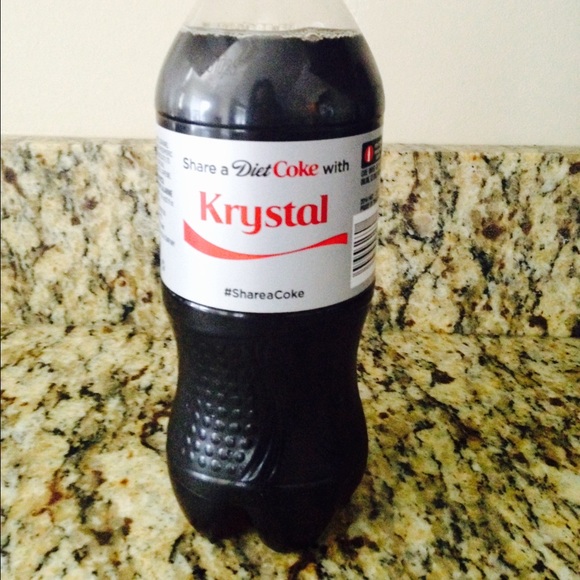 Share a Diet Coke with
Krystal
#ShareaCoke